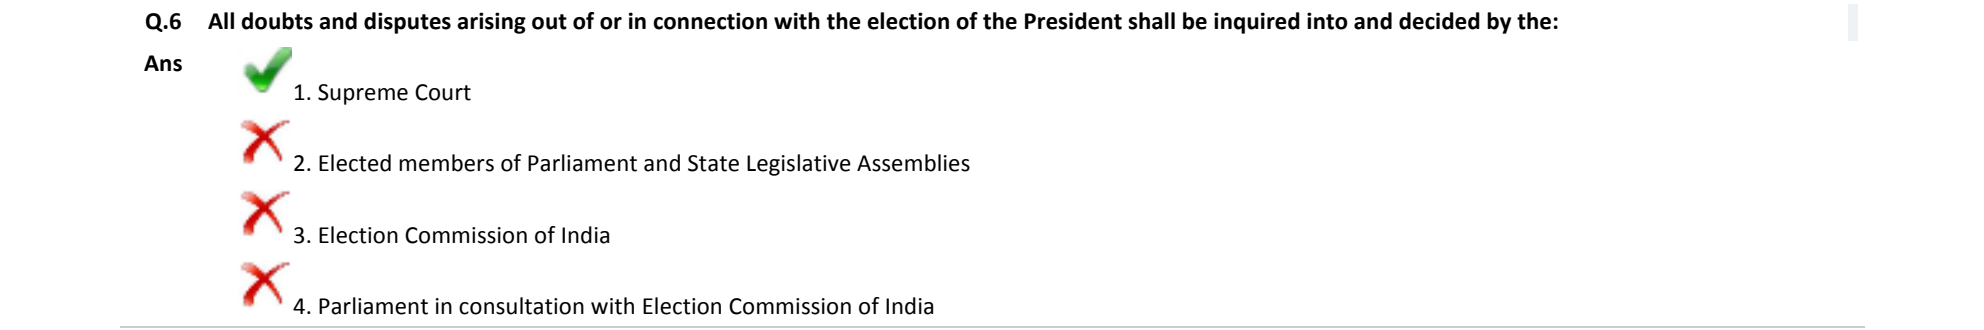 Q.6 All doubts and disputes arising out of or in connection with the election of the President shall be inquired into and decided by the:
Ans
1. Supreme Court
2. Elected members of Parliament and State Legislative Assemblies
3. Election Commission of India
4. Parliament in consultation with Election Commission of India